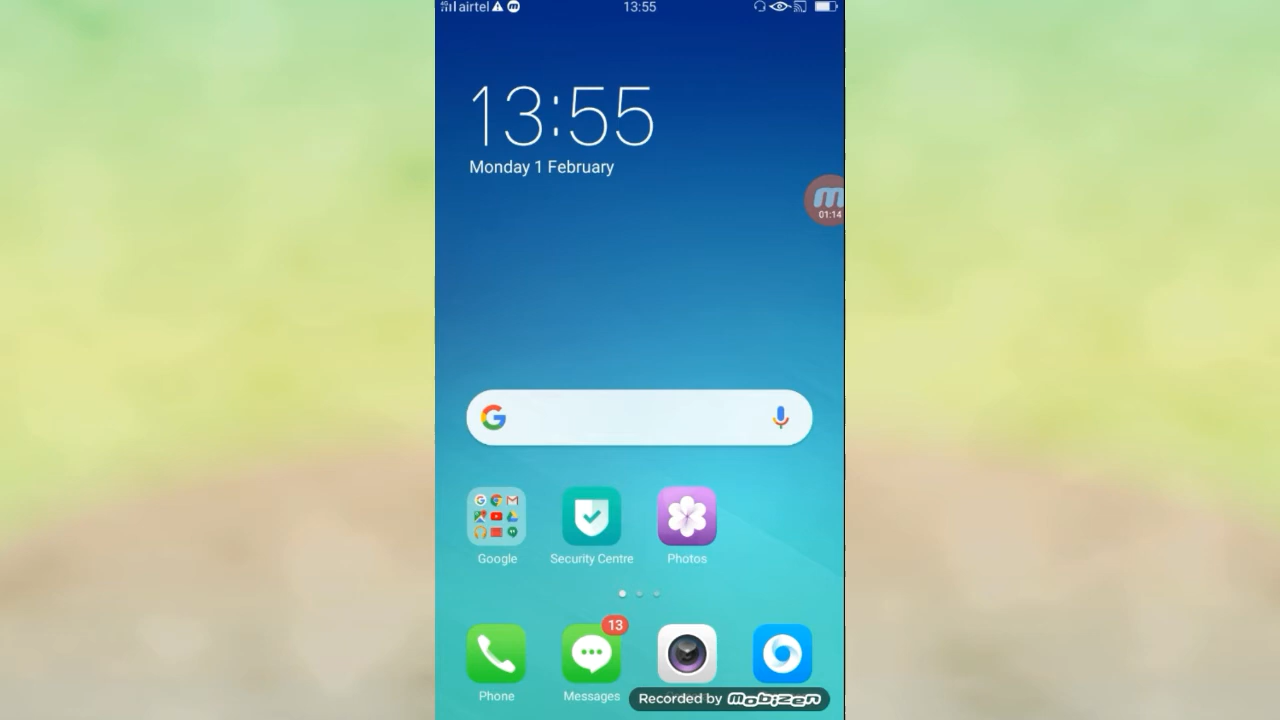 4G airtel
13:55
13:55
Monday 1 February
01:14
Google
Security Centre
Photos
13
Phone
Messages
Recorded by mobizen